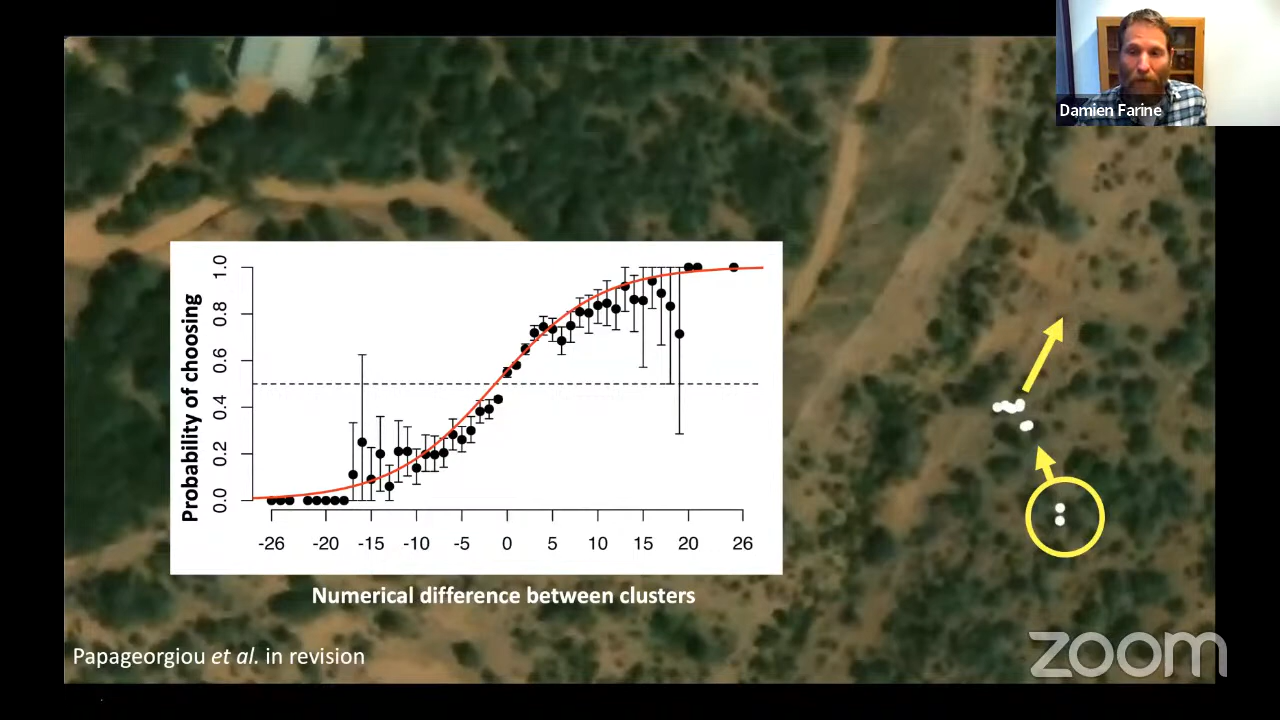 Damien Farine
Probability of choosing
1.0
0.8
0.6
0.4
0.2
0.0
-26 -20 -15 -10 -5 0 5 10 15 20 26
Numerical difference between clusters
Papageorgiou et al. in revision
zoom